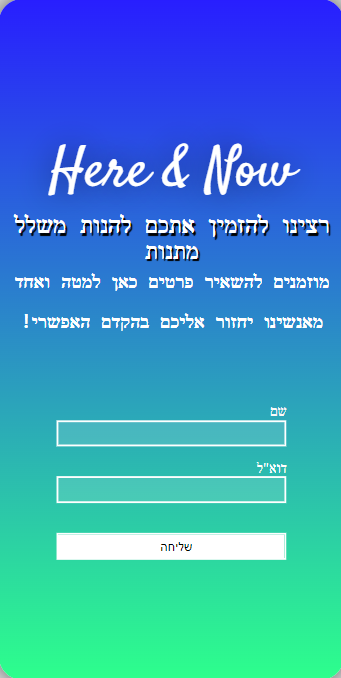 Here & Now
רצינו להזמין אתכם להנות משלל
מתנות
מוזמנים להשאיר פרטים כאן למטה ואחד
מאנשינו יחזור אליכם בהקדם האפשרי!
שם
דוא"ל
שליחה